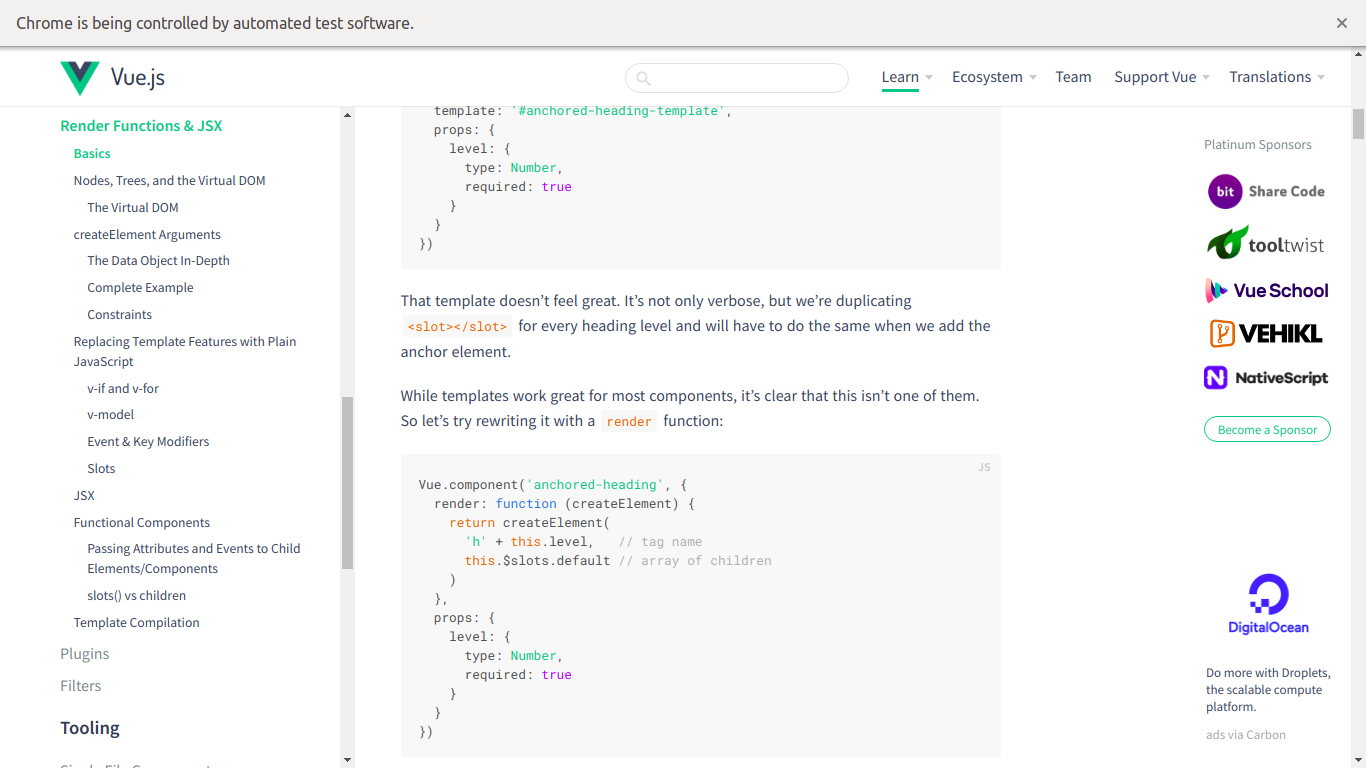 Chrome is being controlled by automated test software.
Vue.js
Learn
Ecosystem
Team
Support Vue
Translations
Render Functions & JSX
Basics
Nodes, Trees, and the Virtual DOM
The Virtual DOM
createElement Arguments
The Data Object In-Depth
Complete Example
Constraints
Replacing Template Features with Plain
JavaScript
v-if and v-for
v-model
Event & Key Modifiers
Slots
JSX
Functional Components
Passing Attributes and Events to Child
Elements/Components
slots() vs children
Template Compilation
Plugins
Filters
Tooling
template: '#anchored-heading-template',
props: {
level: {
type: Number,
required: true
}
}
})
That template doesn’t feel great. It’s not only verbose, but we’re duplicating
<slot></slot> for every heading level and will have to do the same when we add the
anchor element.
While templates work great for most components, it’s clear that this isn’t one of them.
So let’s try rewriting it with a render function:
JS
Vue.component('anchored-heading', {
render: function (createElement) {
return createElement(
'h' + this.level, // tag name
this.$slots.default // array of children
)
},
props: {
level: {
type: Number,
required: true
}
}
})
Platinum Sponsors
bit Share Code
tooltwist
Vue School
VEHIKL
NativeScript
Become a Sponsor
DigitalOcean
Do more with Droplets,
the scalable compute
platform.
ads via Carbon